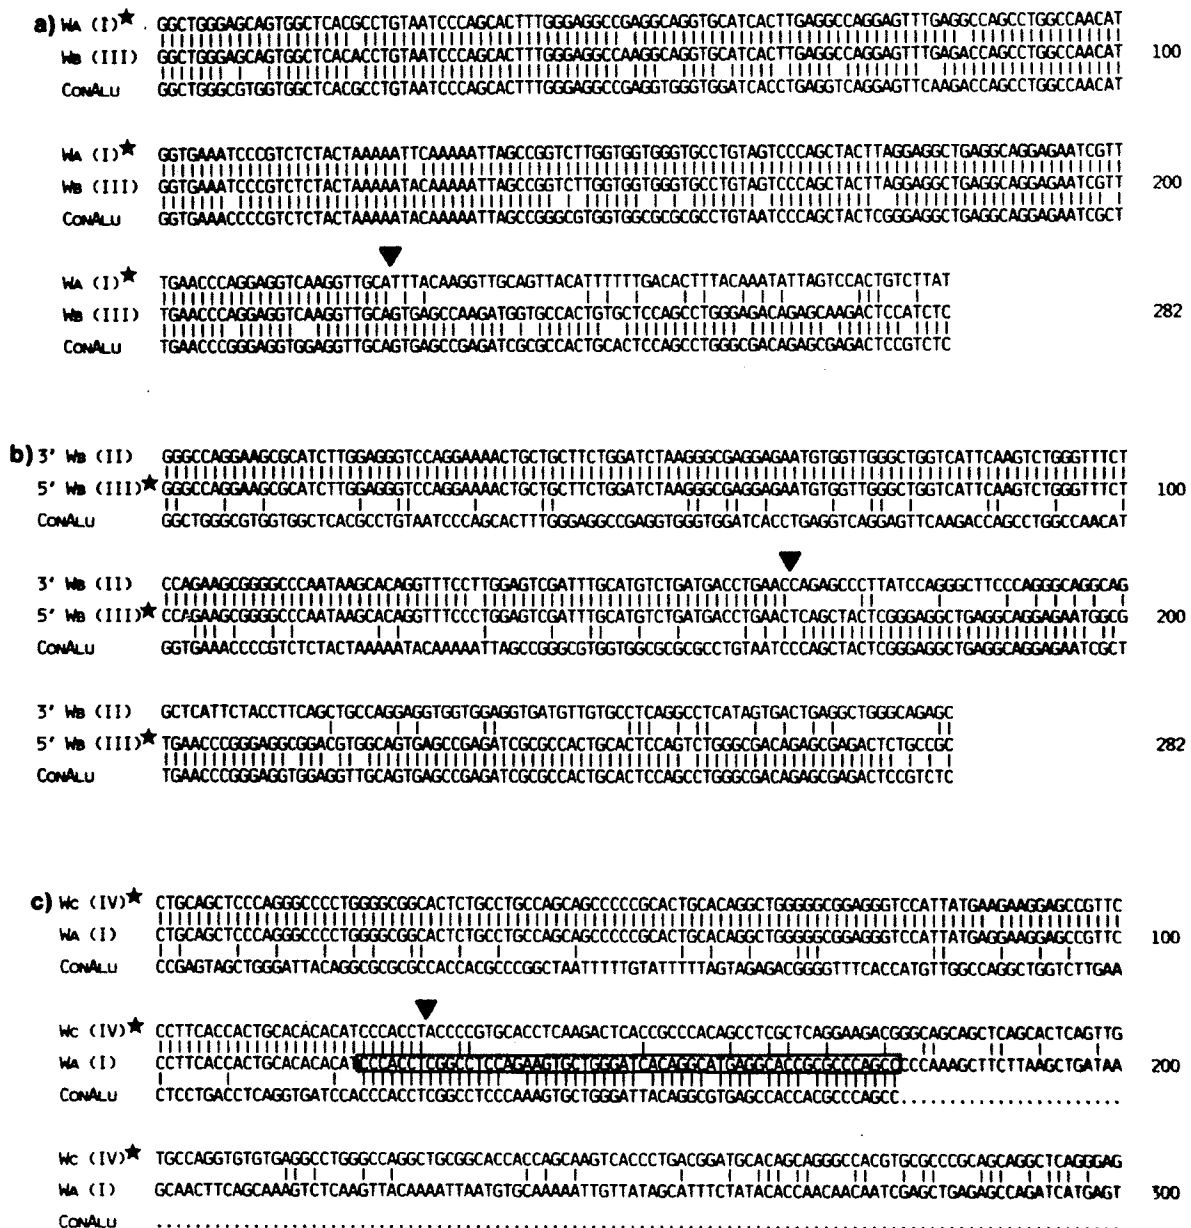 a) WA (I)★ GGCTGGGAGCAGTGGCTCACGCCTGTAATCCCAGCACTTTGGGAGGCCGAGGCAGGTGCATCACTTGAGGCCAGGAGTTTGAGGCCAGCCTGGCCAACAT
WB (III) GGCTGGGAGCAGTGGCTCACACCTGTAATCCCAGCACTTTGGGAGGCCAAGGCAGGTGCATCACTTGAGGCCAGGAGTTTGAGACCAGCCTGGCCAACAT 100
CONALU GGCTGGGCGTGGTGGCTCACGCCTGTAATCCCAGCACTTTGGGAGGCCGAGGTGGGTGGATCACCTGAGGTCAGGAGTTCAAGACCAGCCTGGCCAACAT
WA (I)★ GGTGAAATCCCGTCTCTACTAAAAATTCAAAAATTAGCCGGTCTTGGTGGTGGGTGCCTGTAGTCCCAGCTACTTAGGAGGCTGAGGCAGGAGAATCGTT
WB (III) GGTGAAATCCCGTCTCTACTAAAAATACAAAAATTAGCCGGTCTTGGTGGTGGGTGCCTGTAGTCCCAGCTACTTAGGAGGCTGAGGCAGGAGAATCGTT 200
CONALU GGTGAAACCCCGTCTCTACTAAAAATACAAAAATTAGCCGGGCGTGGTGGCGCGCGCCTGTAATCCCAGCTACTCGGGAGGCTGAGGCAGGAGAATCGCT
WA (I)★ TGAACCCAGGAGGTCAAGGTTGCATTTACAAGGTTGCAGTTACATTTTTTGACACTTTACAAATATTAGTCCACTGTCTTAT
WB (III) TGAACCCAGGAGGTCAAGGTTGCAGTGAGCCAAGATGGTGCCACTGTGCTCCAGCCTGGGAGACAGAGCAAGACTCCATCTC 282
CONALU TGAACCCGGGAGGTGGAGGTTGCAGTGAGCCGAGATCGCGCCACTGCACTCCAGCCTGGGCGACAGAGCGAGACTCCGTCTC
b) 3' WB (II) GGGCCAGGAAGCGCATCTTGGAGGGTCCAGGAAAACTGCTGCTTCTGGATCTAAGGGCGAGGAGAATGTGGTTGGGCTGGTCATTCAAGTCTGGGTTTCT
5' WB (III)★ GGGCCAGGAAGCGCATCTTGGAGGGTCCAGGAAAACTGCTGCTTCTGGATCTAAGGGCGAGGAGAATGTGGTTGGGCTGGTCATTCAAGTCTGGGTTTCT 100
CONALU GGCTGGGCGTGGTGGCTCACGCCTGTAATCCCAGCACTTTGGGAGGCCGAGGTGGGTGGATCACCTGAGGTCAGGAGTTCAAGACCAGCCTGGCCAACAT
3' WB (II) CCAGAAGCGGGGCCCAATAAGCACAGGTTTCCTTGGAGTCGATTTGCATGTCTGATGACCTGAACCAGAGCCCTTATCCAGGGCTTCCCAGGGCAGGCAG
5' WB (III)★ CCAGAAGCGGGGCCCAATAAGCACAGGTTTCCCTGGAGTCGATTTGCATGTCTGATGACCTGAACTCAGCTACTCGGGAGGCTGAGGCAGGAGAATGGCG 200
CONALU GGTGAAACCCCGTCTCTACTAAAAATACAAAAATTAGCCGGGCGTGGTGGCGCGCGCCTGTAATCCCAGCTACTCGGGAGGCTGAGGCAGGAGAATCGCT
3' WB (II) GCTCATTCTACCTTCAGCTGCCAGGAGGTGGTGGAGGTGATGTTGTGCCTCAGGCCTCATAGTGACTGAGGCTGGGCAGAGC
5' WB (III)★ TGAACCCGGGAGGCGGACGTGGCAGTGAGCCGAGATCGCGCCACTGCACTCCAGTCTGGGCGACAGAGCGAGACTCTGCCGC 282
CONALU TGAACCCGGGAGGTGGAGGTTGCAGTGAGCCGAGATCGCGCCACTGCACTCCAGCCTGGGCGACAGAGCGAGACTCCGTCTC
c) WC (IV)★ CTGCAGCTCCCAGGGCCCCTGGGGCGGCACTCTGCCTGCCAGCAGCCCCCGCACTGCACAGGCTGGGGGCGGAGGGTCCATTATGAAGAAGGAGCCGTTC
WA (I) CTGCAGCTCCCAGGGCCCCTGGGGCGGCACTCTGCCTGCCAGCAGCCCCCGCACTGCACAGGCTGGGGGCGGAGGGTCCATTATGAGGAAGGAGCCGTTC 100
CONALU CCGAGTAGCTGGGATTACAGGCGCGCGCCACCACGCCCGGCTAATTTTTGTATTTTTAGTAGAGACGGGGTTTCACCATGTTGGCCAGGCTGGTCTTGAA
WC (IV)★ CCTTCACCACTGCACACACATCCCACCTACCCCGTGCACCTCAAGACTCACCGCCCACAGCCTCGCTCAGGAAGACGGGCAGCAGCTCAGCACTCAGTTG
WA (I) CCTTCACCACTGCACACACATCCCACCTCGGCCTCCAGAAGTGCTGGGATCACAGGCATGAGGCACCGCGCCCAGCCCCCAAAGCTTCTTAAGCTGATAA 200
CONALU CTCCTGACCTCAGGTGATCCACCCACCTCGGCCTCCCAAAGTGCTGGGATTACAGGCGTGAGCCACCACGCCCAGCC..............................
WC (IV)★ TGCCAGGTGTGTGAGGCCTGGGCCAGGCTGCGGCACCACCAGCAAGTCACCCTGACGGATGCACAGCAGGGCCACGTGCGCCCGCAGCAGGCTCAGGGAG
WA (I) GCAACTTCAGCAAAGTCTCAAGTTACAAAATTAATGTGCAAAAATTGTTATAGCATTTCTATACACCAACAACAATCGAGCTGAGAGCCAGATCATGAGT 300
CONALU ....................................................................................................